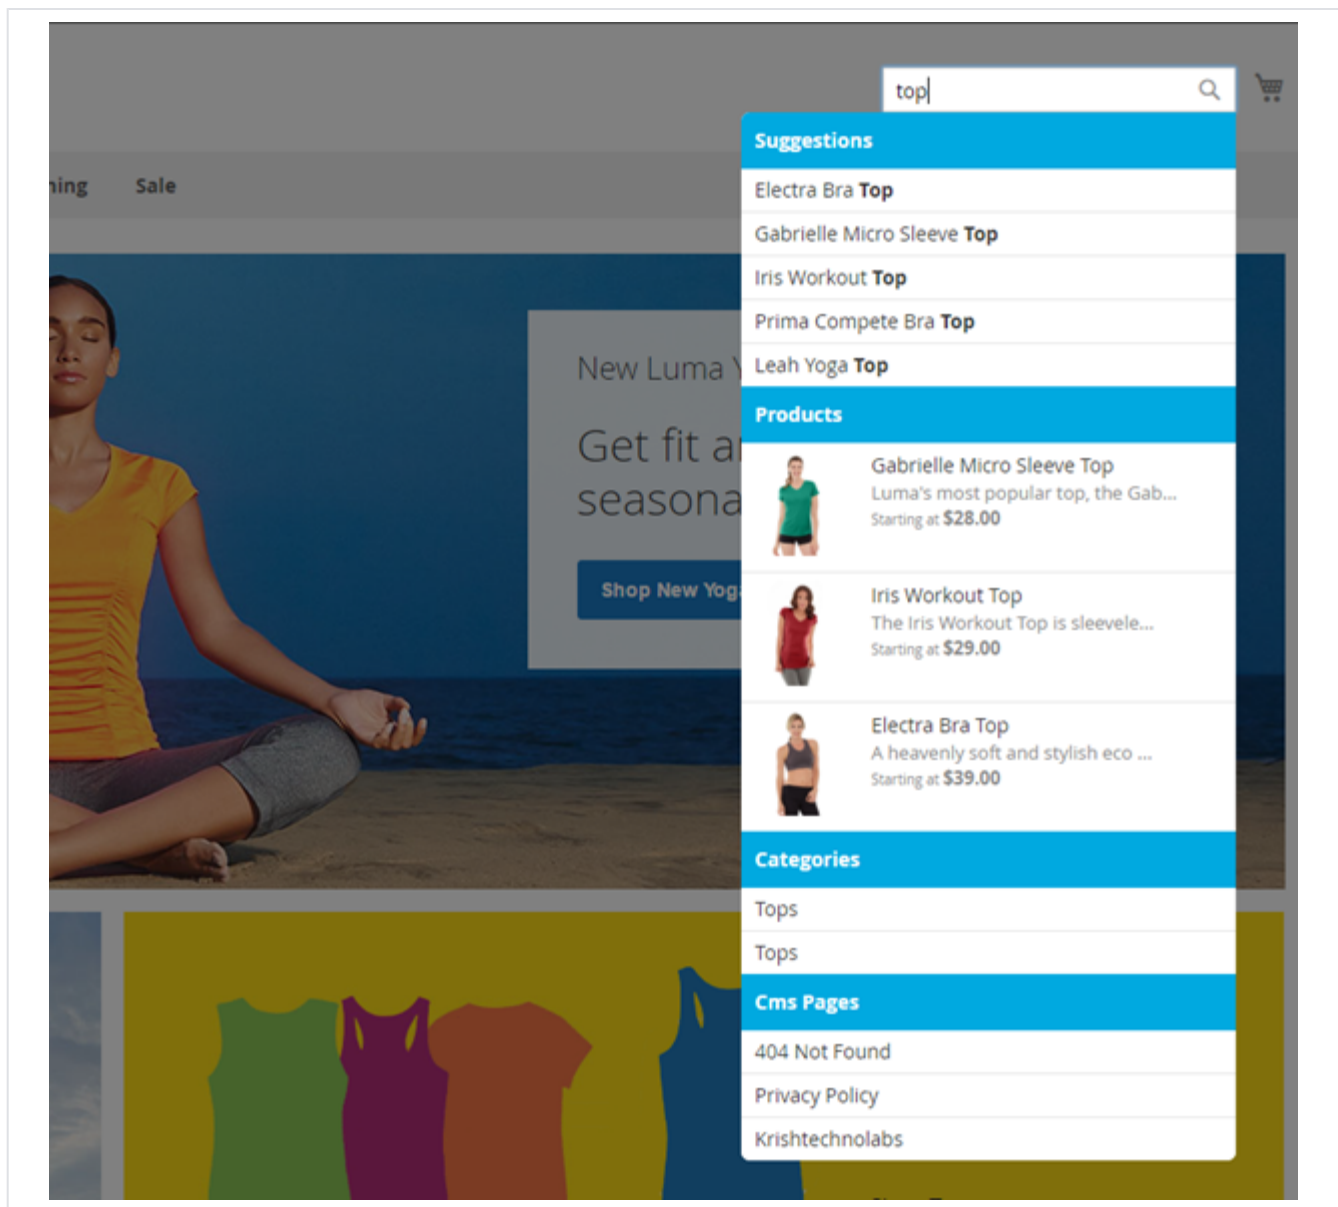 top
Suggestions
Electra Bra Top
Gabrielle Micro Sleeve Top
Iris Workout Top
Prima Compete Bra Top
Leah Yoga Top
Products
Gabrielle Micro Sleeve Top
Luma's most popular top, the Gab...
Starting at $28.00
Iris Workout Top
The Iris Workout Top is sleevele...
Starting at $29.00
Electra Bra Top
A heavenly soft and stylish eco ...
Starting at $39.00
Categories
Tops
Tops
Cms Pages
404 Not Found
Privacy Policy
Krishtechnolabs
Sale
New Luma
Get fit
Shop New